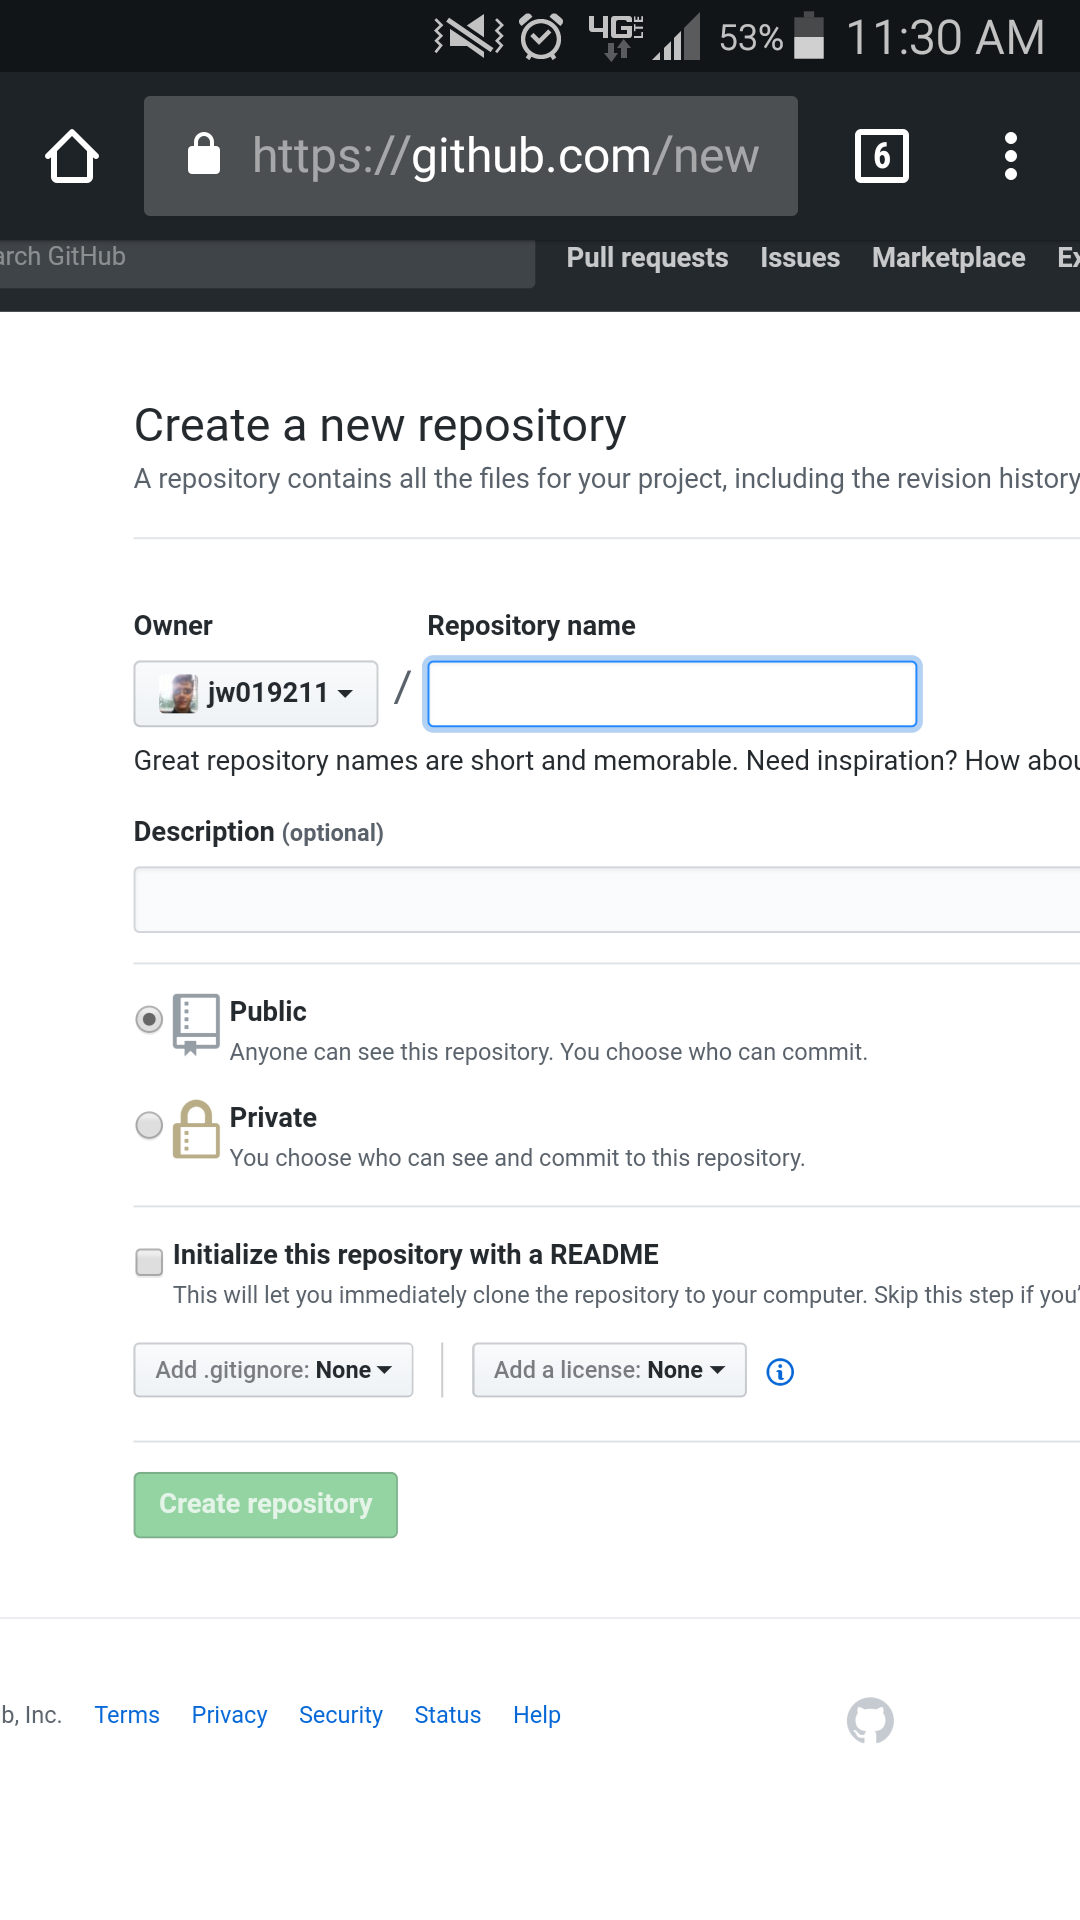 4G LTE 53% 11:30 AM
https://github.com/new 6
arch GitHub Pull requests Issues Marketplace Ex
Create a new repository
A repository contains all the files for your project, including the revision history
Owner Repository name
jw019211 /
Great repository names are short and memorable. Need inspiration? How abou
Description (optional)
Public
Anyone can see this repository. You choose who can commit.
Private
You choose who can see and commit to this repository.
Initialize this repository with a README
This will let you immediately clone the repository to your computer. Skip this step if you'
Add .gitignore: None Add a license: None
Create repository
b, Inc. Terms Privacy Security Status Help